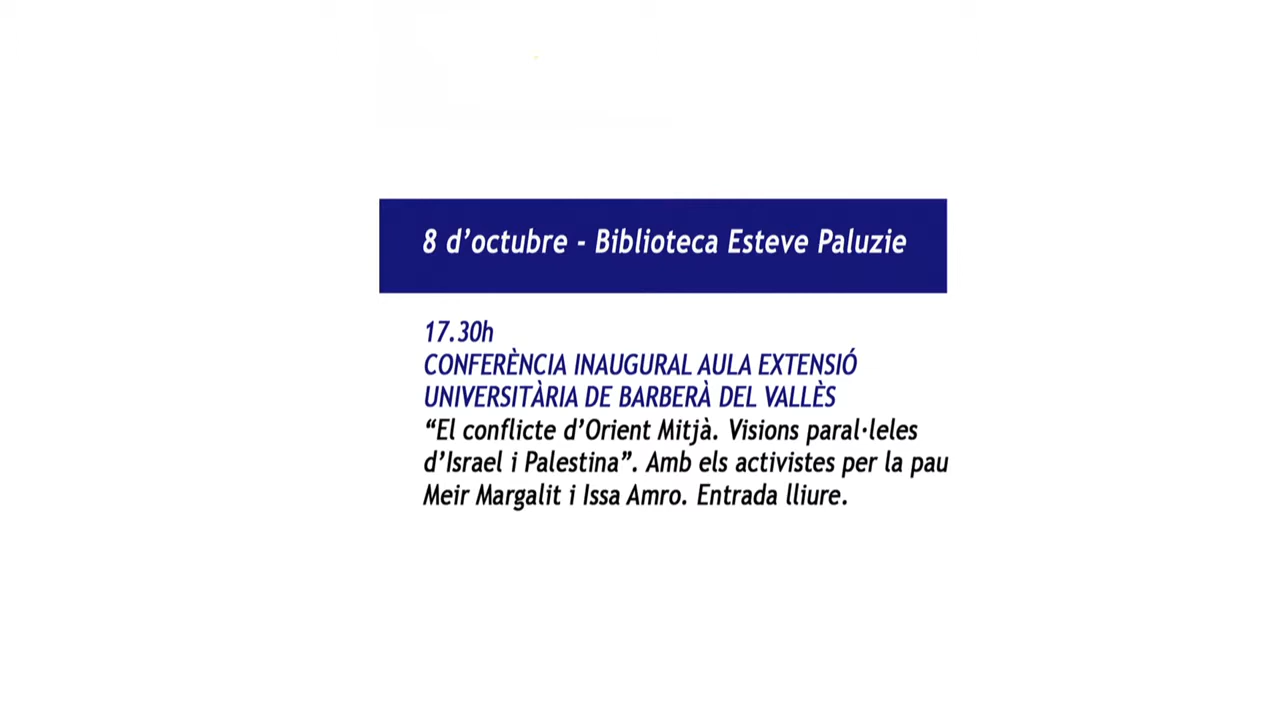 8 d’octubre - Biblioteca Esteve Paluzie
17.30h
CONFERÈNCIA INAUGURAL AULA EXTENSIÓ
UNIVERSITÀRIA DE BARBERÀ DEL VALLÈS
“El conflicte d’Orient Mitjà. Visions paral·leles
d’Israel i Palestina”. Amb els activistes per la pau
Meir Margalit i Issa Amro. Entrada lliure.